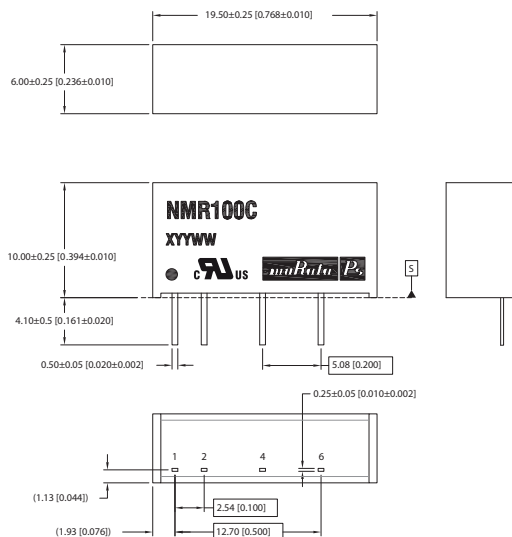 19.50±0.25 [0.768±0.010]
6.00±0.25 [0.236±0.010]
NMR100C
XYYWW
10.00±0.25 [0.394±0.010]
c RU US muRata Ps
S
4.10±0.5 [0.161±0.020]
0.50±0.05 [0.020±0.002]
5.08 [0.200]
0.25±0.05 [0.010±0.002]
1 2 4 6
(1.13 [0.044])
2.54 [0.100]
(1.93 [0.076])
12.70 [0.500]